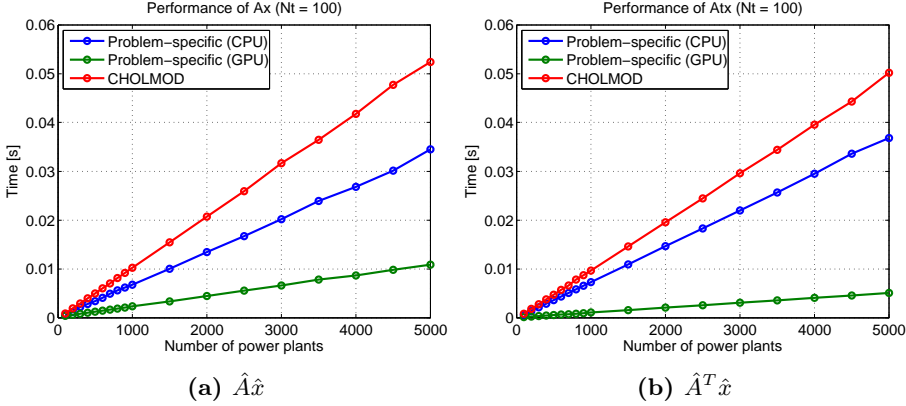 Performance of Ax (Nt = 100)
0.06
0.05
0.04
0.03
0.02
0.01
0
Time [s]
Problem−specific (CPU)
Problem−specific (GPU)
CHOLMOD
0 1000 2000 3000 4000 5000
Number of power plants
(a) Âx̂
Performance of Atx (Nt = 100)
0.06
0.05
0.04
0.03
0.02
0.01
0
Time [s]
Problem−specific (CPU)
Problem−specific (GPU)
CHOLMOD
0 1000 2000 3000 4000 5000
Number of power plants
(b) Â^T x̂